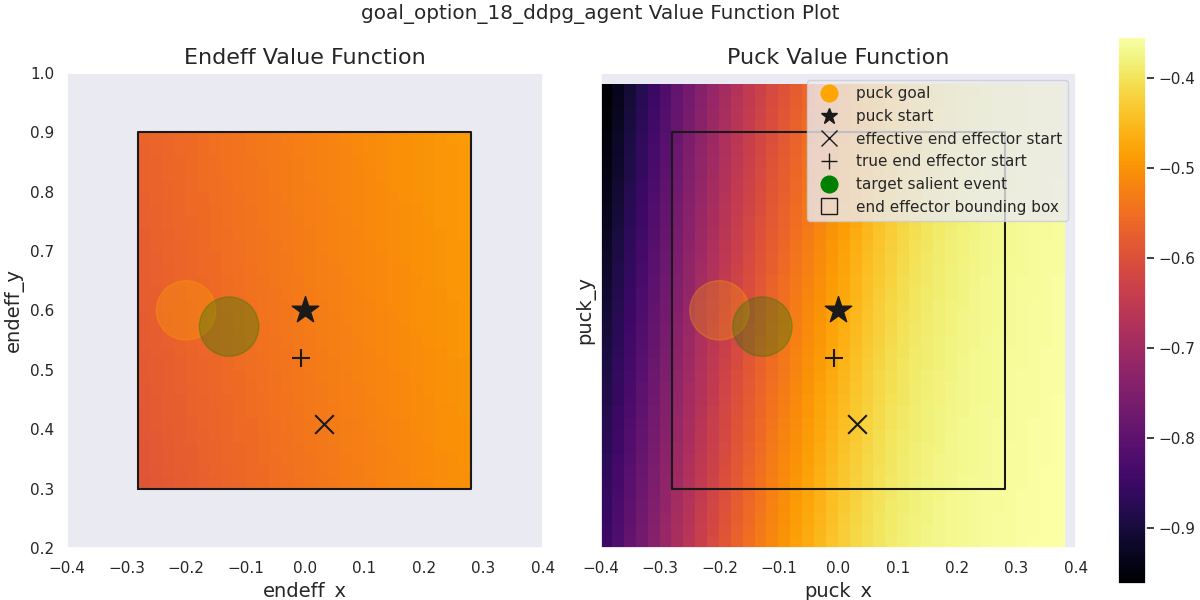 goal_option_18_ddpg_agent Value Function Plot
Endeff Value Function
1.0
0.9
0.8
0.7
0.6
0.5
0.4
0.3
0.2
endeff_y
−0.4 −0.3 −0.2 −0.1 0.0 0.1 0.2 0.3 0.4
endeff_x
Puck Value Function
puck goal
puck start
effective end effector start
true end effector start
target salient event
end effector bounding box
puck_y
−0.4 −0.3 −0.2 −0.1 0.0 0.1 0.2 0.3 0.4
puck_x
−0.4
−0.5
−0.6
−0.7
−0.8
−0.9